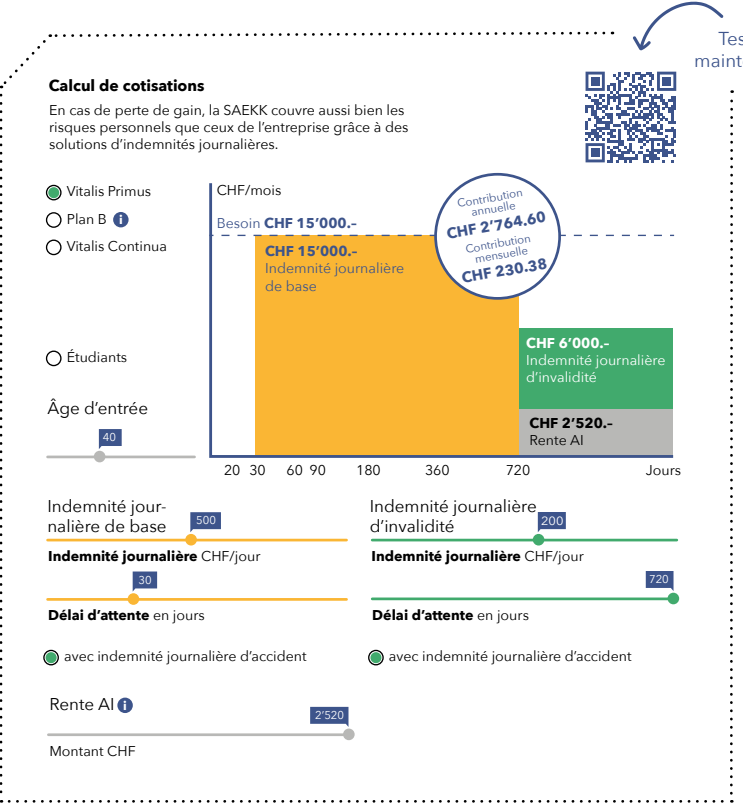 Calcul de cotisations
En cas de perte de gain, la SAEKK couvre aussi bien les
risques personnels que ceux de l'entreprise grâce à des
solutions d'indemnités journalières.
Vitalis Primus
Plan B i
Vitalis Continua
Étudiants
Âge d'entrée
40
CHF/mois
Besoin CHF 15'000.–
CHF 15'000.–
Indemnité journalière
de base
Contribution
annuelle
CHF 2'764.60
Contribution
mensuelle
CHF 230.38
CHF 6'000.–
Indemnité journalière
d'invalidité
CHF 2'520.–
Rente AI
20 30 60 90 180 360 720 Jours
Indemnité jour-
nalière de base
500
Indemnité journalière CHF/jour
30
Délai d'attente en jours
avec indemnité journalière d'accident
Indemnité journalière
d'invalidité
200
Indemnité journalière CHF/jour
720
Délai d'attente en jours
avec indemnité journalière d'accident
Rente AI i
2'520
Montant CHF